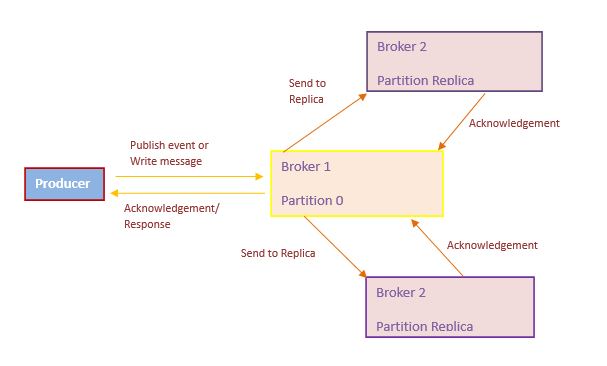 Broker 2
Partition Replica
Send to
Replica
Acknowledgement
Publish event or
Write message
Broker 1
Partition 0
Producer
Acknowledgement/
Response
Send to Replica
Acknowledgement
Broker 2
Partition Replica